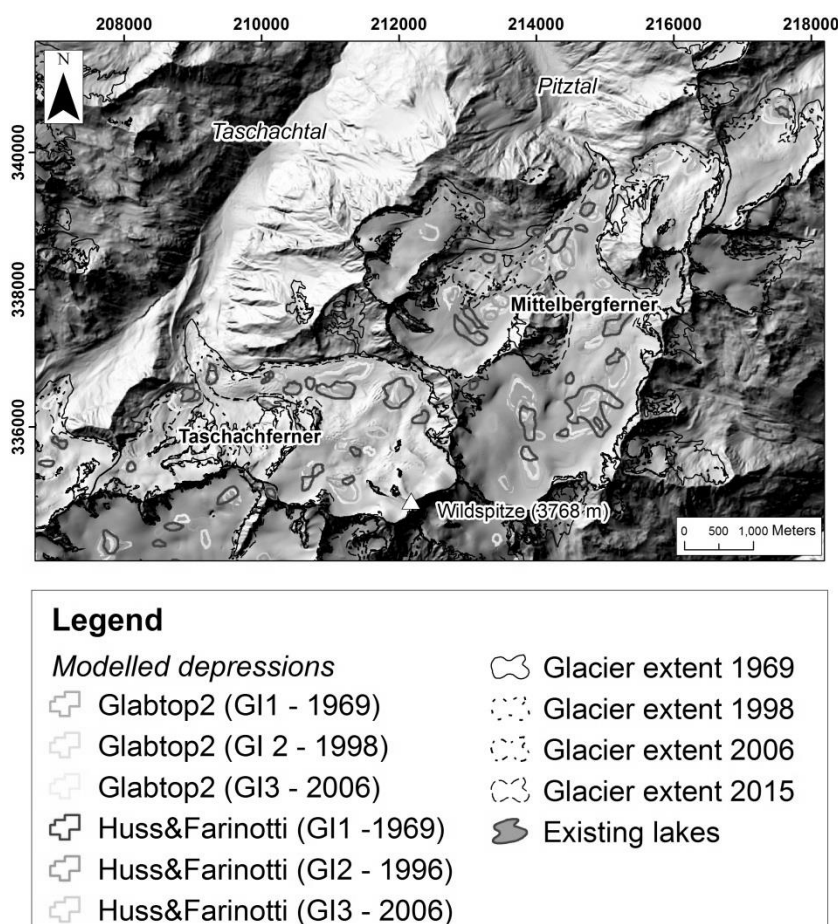 208000 210000 212000 214000 216000 218000
N
Pitztal
Taschachtal
340000
338000
Mittelbergferner
336000
Taschachferner
Wildspitze (3768 m)
0 500 1,000 Meters
Legend
Modelled depressions
Glabtop2 (GI1 - 1969)
Glabtop2 (GI 2 - 1998)
Glabtop2 (GI3 - 2006)
Huss&Farinotti (GI1 -1969)
Huss&Farinotti (GI2 - 1996)
Huss&Farinotti (GI3 - 2006)
Glacier extent 1969
Glacier extent 1998
Glacier extent 2006
Glacier extent 2015
Existing lakes